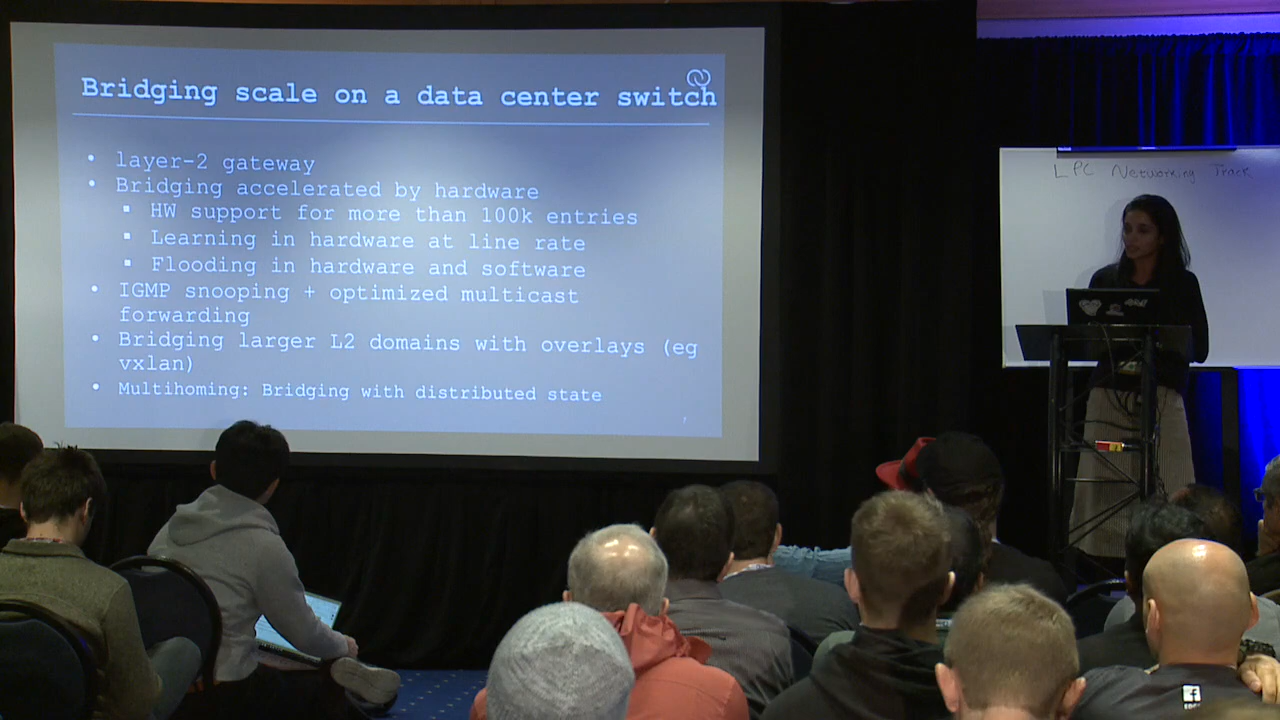 Bridging scale on a data center switch
• layer-2 gateway
• Bridging accelerated by hardware
▪ HW support for more than 100k entries
▪ Learning in hardware at line rate
▪ Flooding in hardware and software
• IGMP snooping + optimized multicast
forwarding
• Bridging larger L2 domains with overlays (eg
vxlan)
• Multihoming: Bridging with distributed state
LPC Networking Track
f